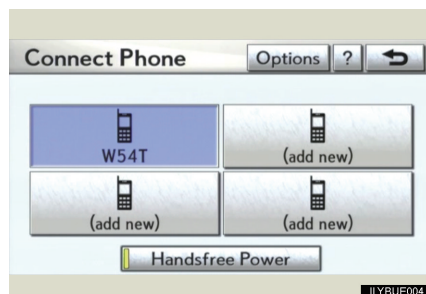 Connect Phone
Options ?
W54T
(add new)
(add new)
(add new)
Handsfree Power
ILYBUE004